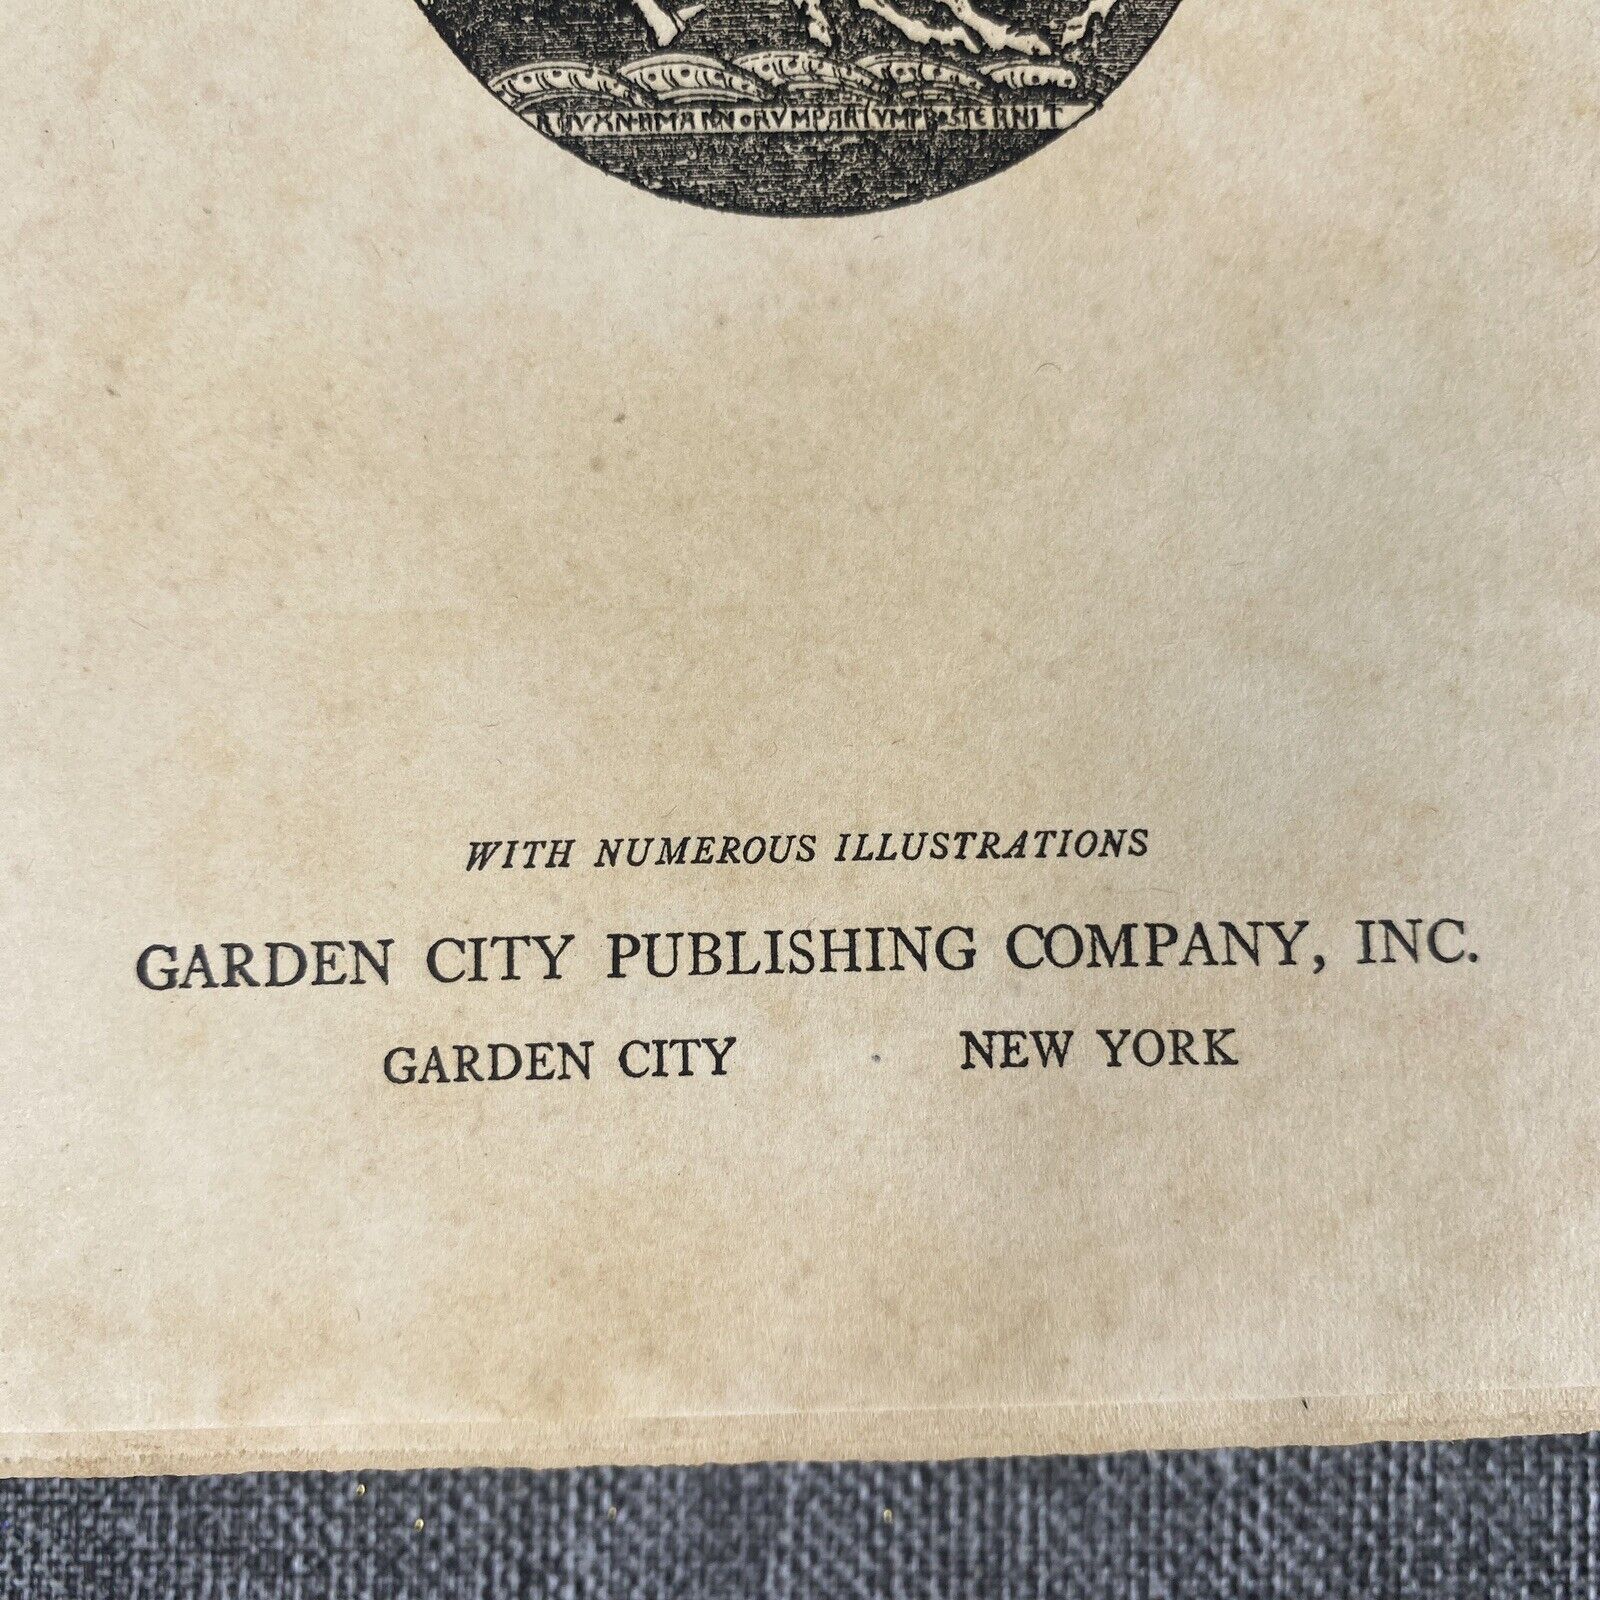 WITH NUMEROUS ILLUSTRATIONS
GARDEN CITY PUBLISHING COMPANY, INC.
GARDEN CITY NEW YORK